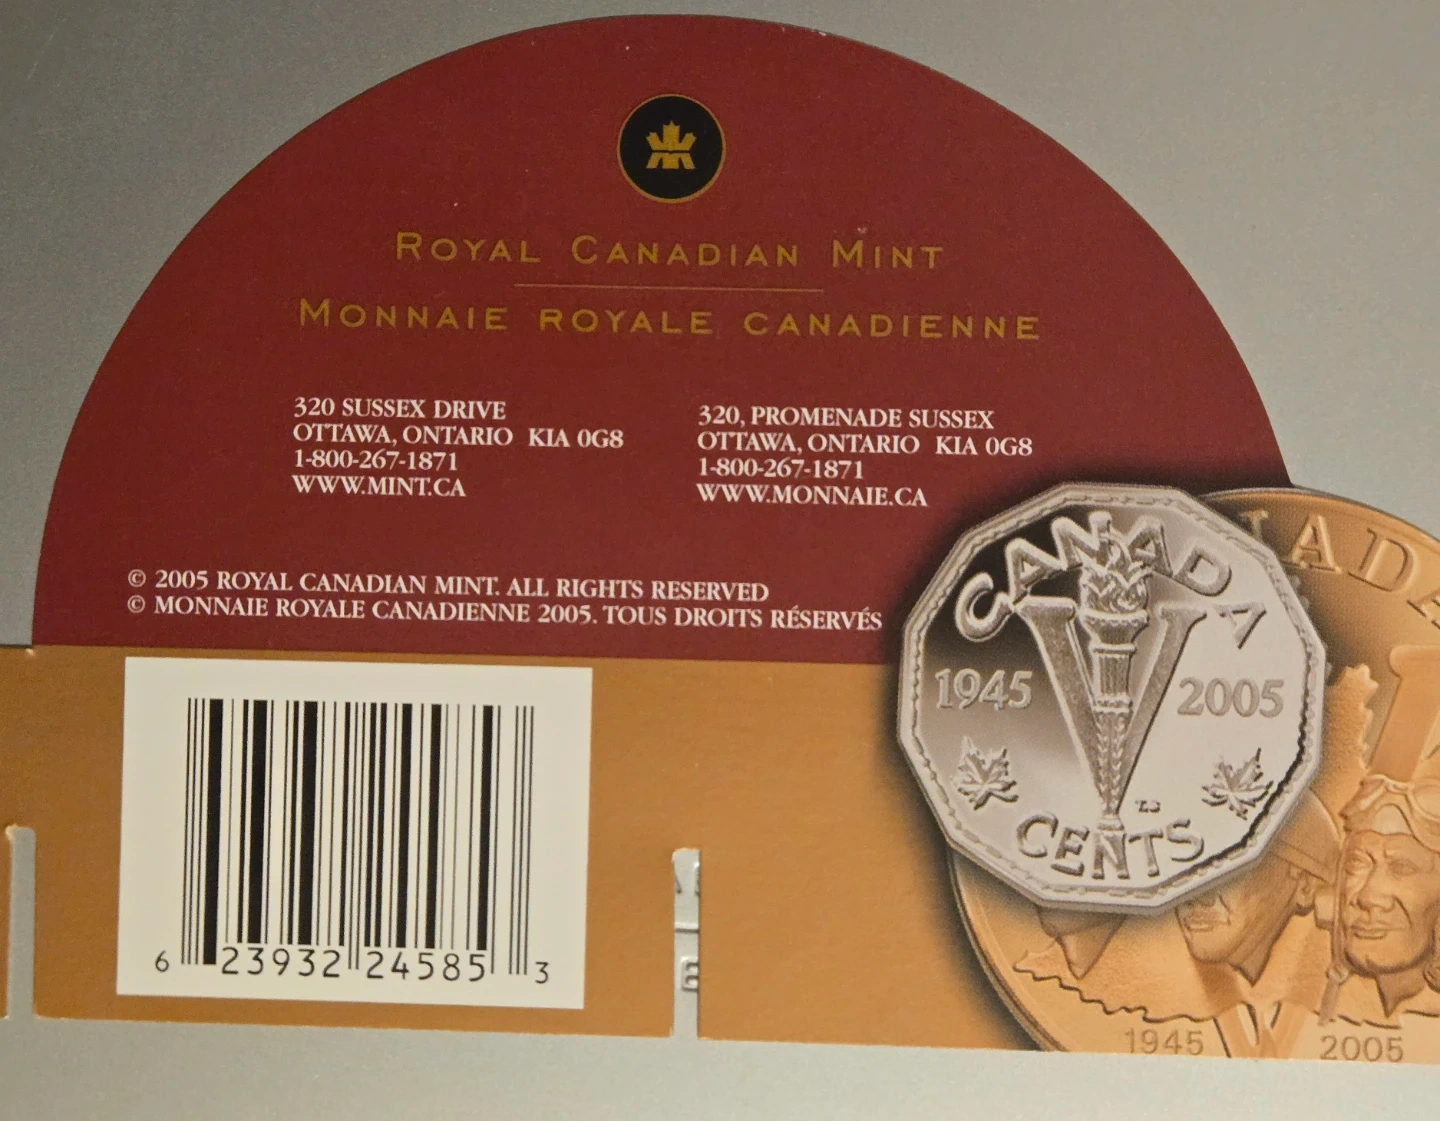 ROYAL CANADIAN MINT
MONNAIE ROYALE CANADIENNE
320 SUSSEX DRIVE
OTTAWA, ONTARIO KIA 0G8
1-800-267-1871
WWW.MINT.CA
320, PROMENADE SUSSEX
OTTAWA, ONTARIO KIA 0G8
1-800-267-1871
WWW.MONNAIE.CA
© 2005 ROYAL CANADIAN MINT. ALL RIGHTS RESERVED
© MONNAIE ROYALE CANADIENNE 2005. TOUS DROITS RÉSERVÉS
6 23932 24585 3
CANADA
1945 2005
T.S
CENTS
1945 2005